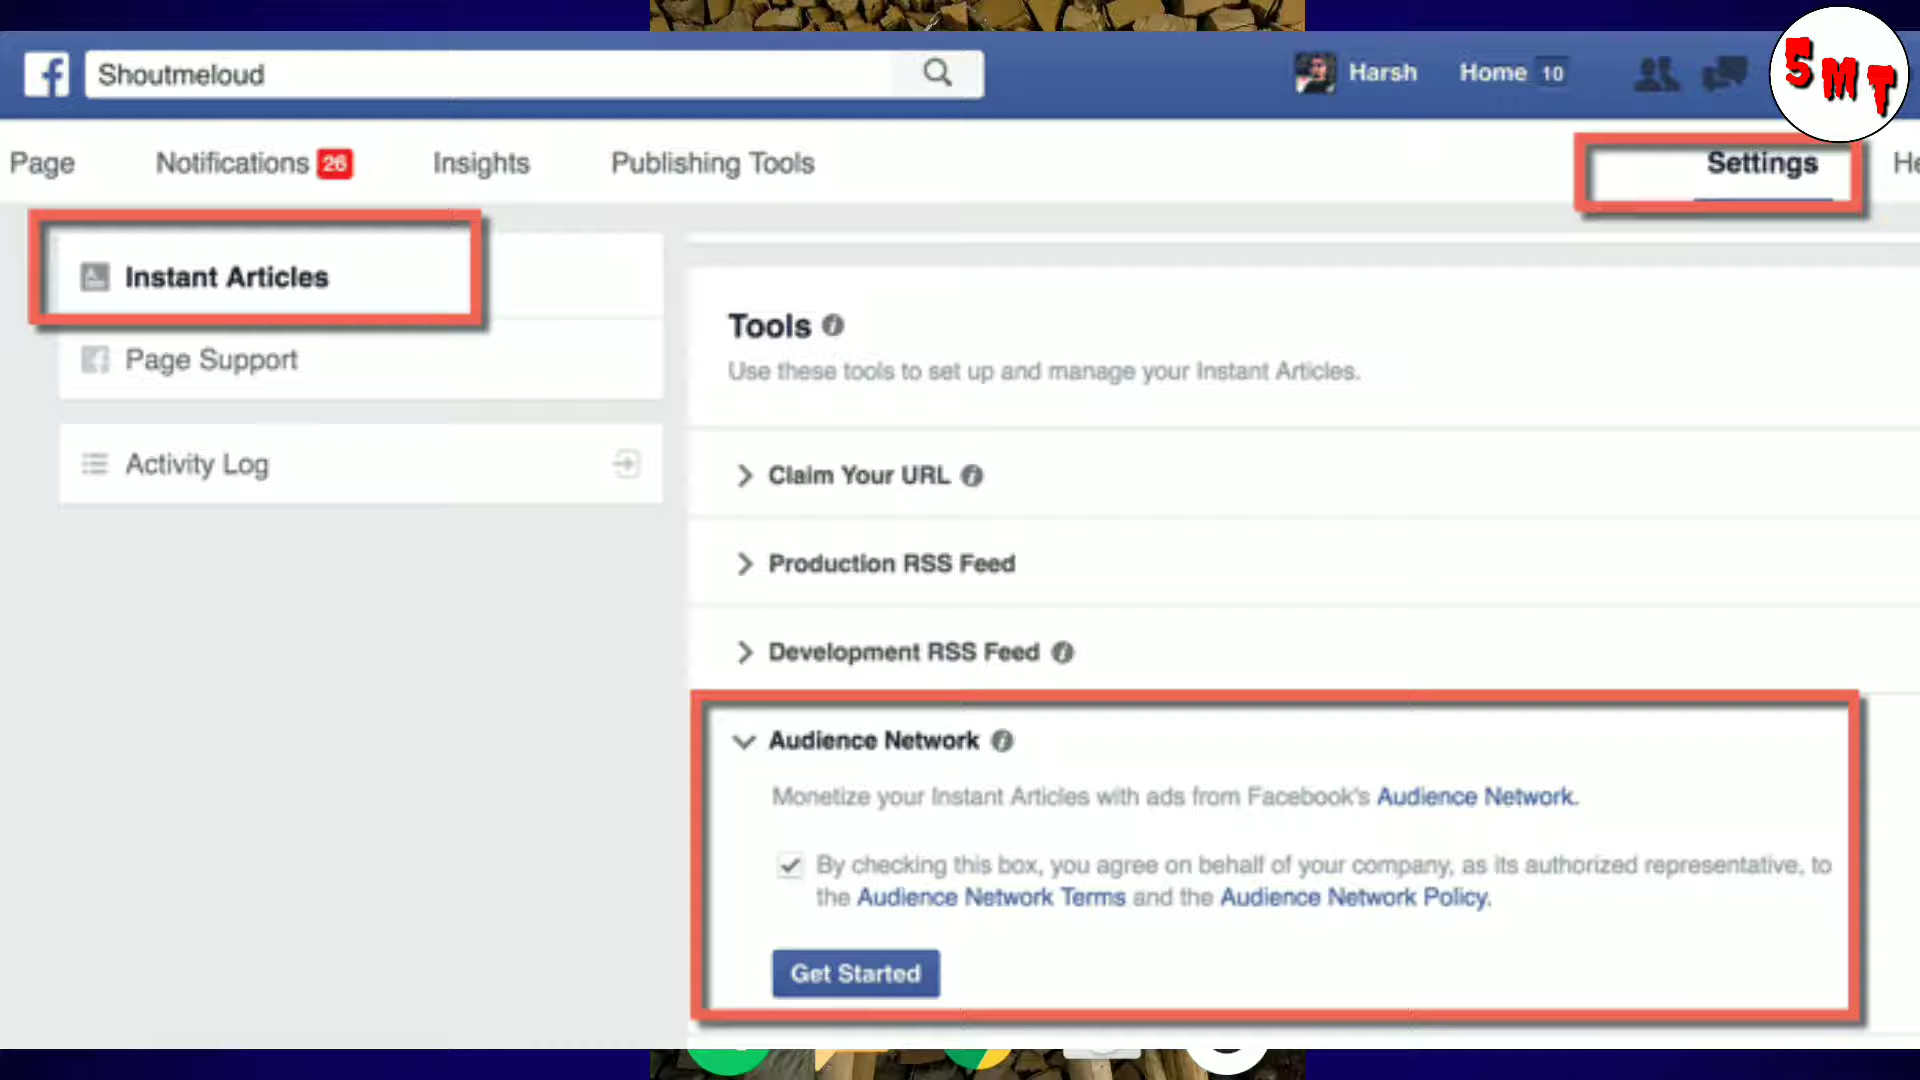 Shoutmeloud
Harsh
Home 10
SMT
Page
Notifications 26
Insights
Publishing Tools
Settings
Instant Articles
Page Support
Activity Log
Tools
Use these tools to set up and manage your Instant Articles.
Claim Your URL
Production RSS Feed
Development RSS Feed
Audience Network
Monetize your Instant Articles with ads from Facebook's Audience Network.
By checking this box, you agree on behalf of your company, as its authorized representative, to
the Audience Network Terms and the Audience Network Policy.
Get Started